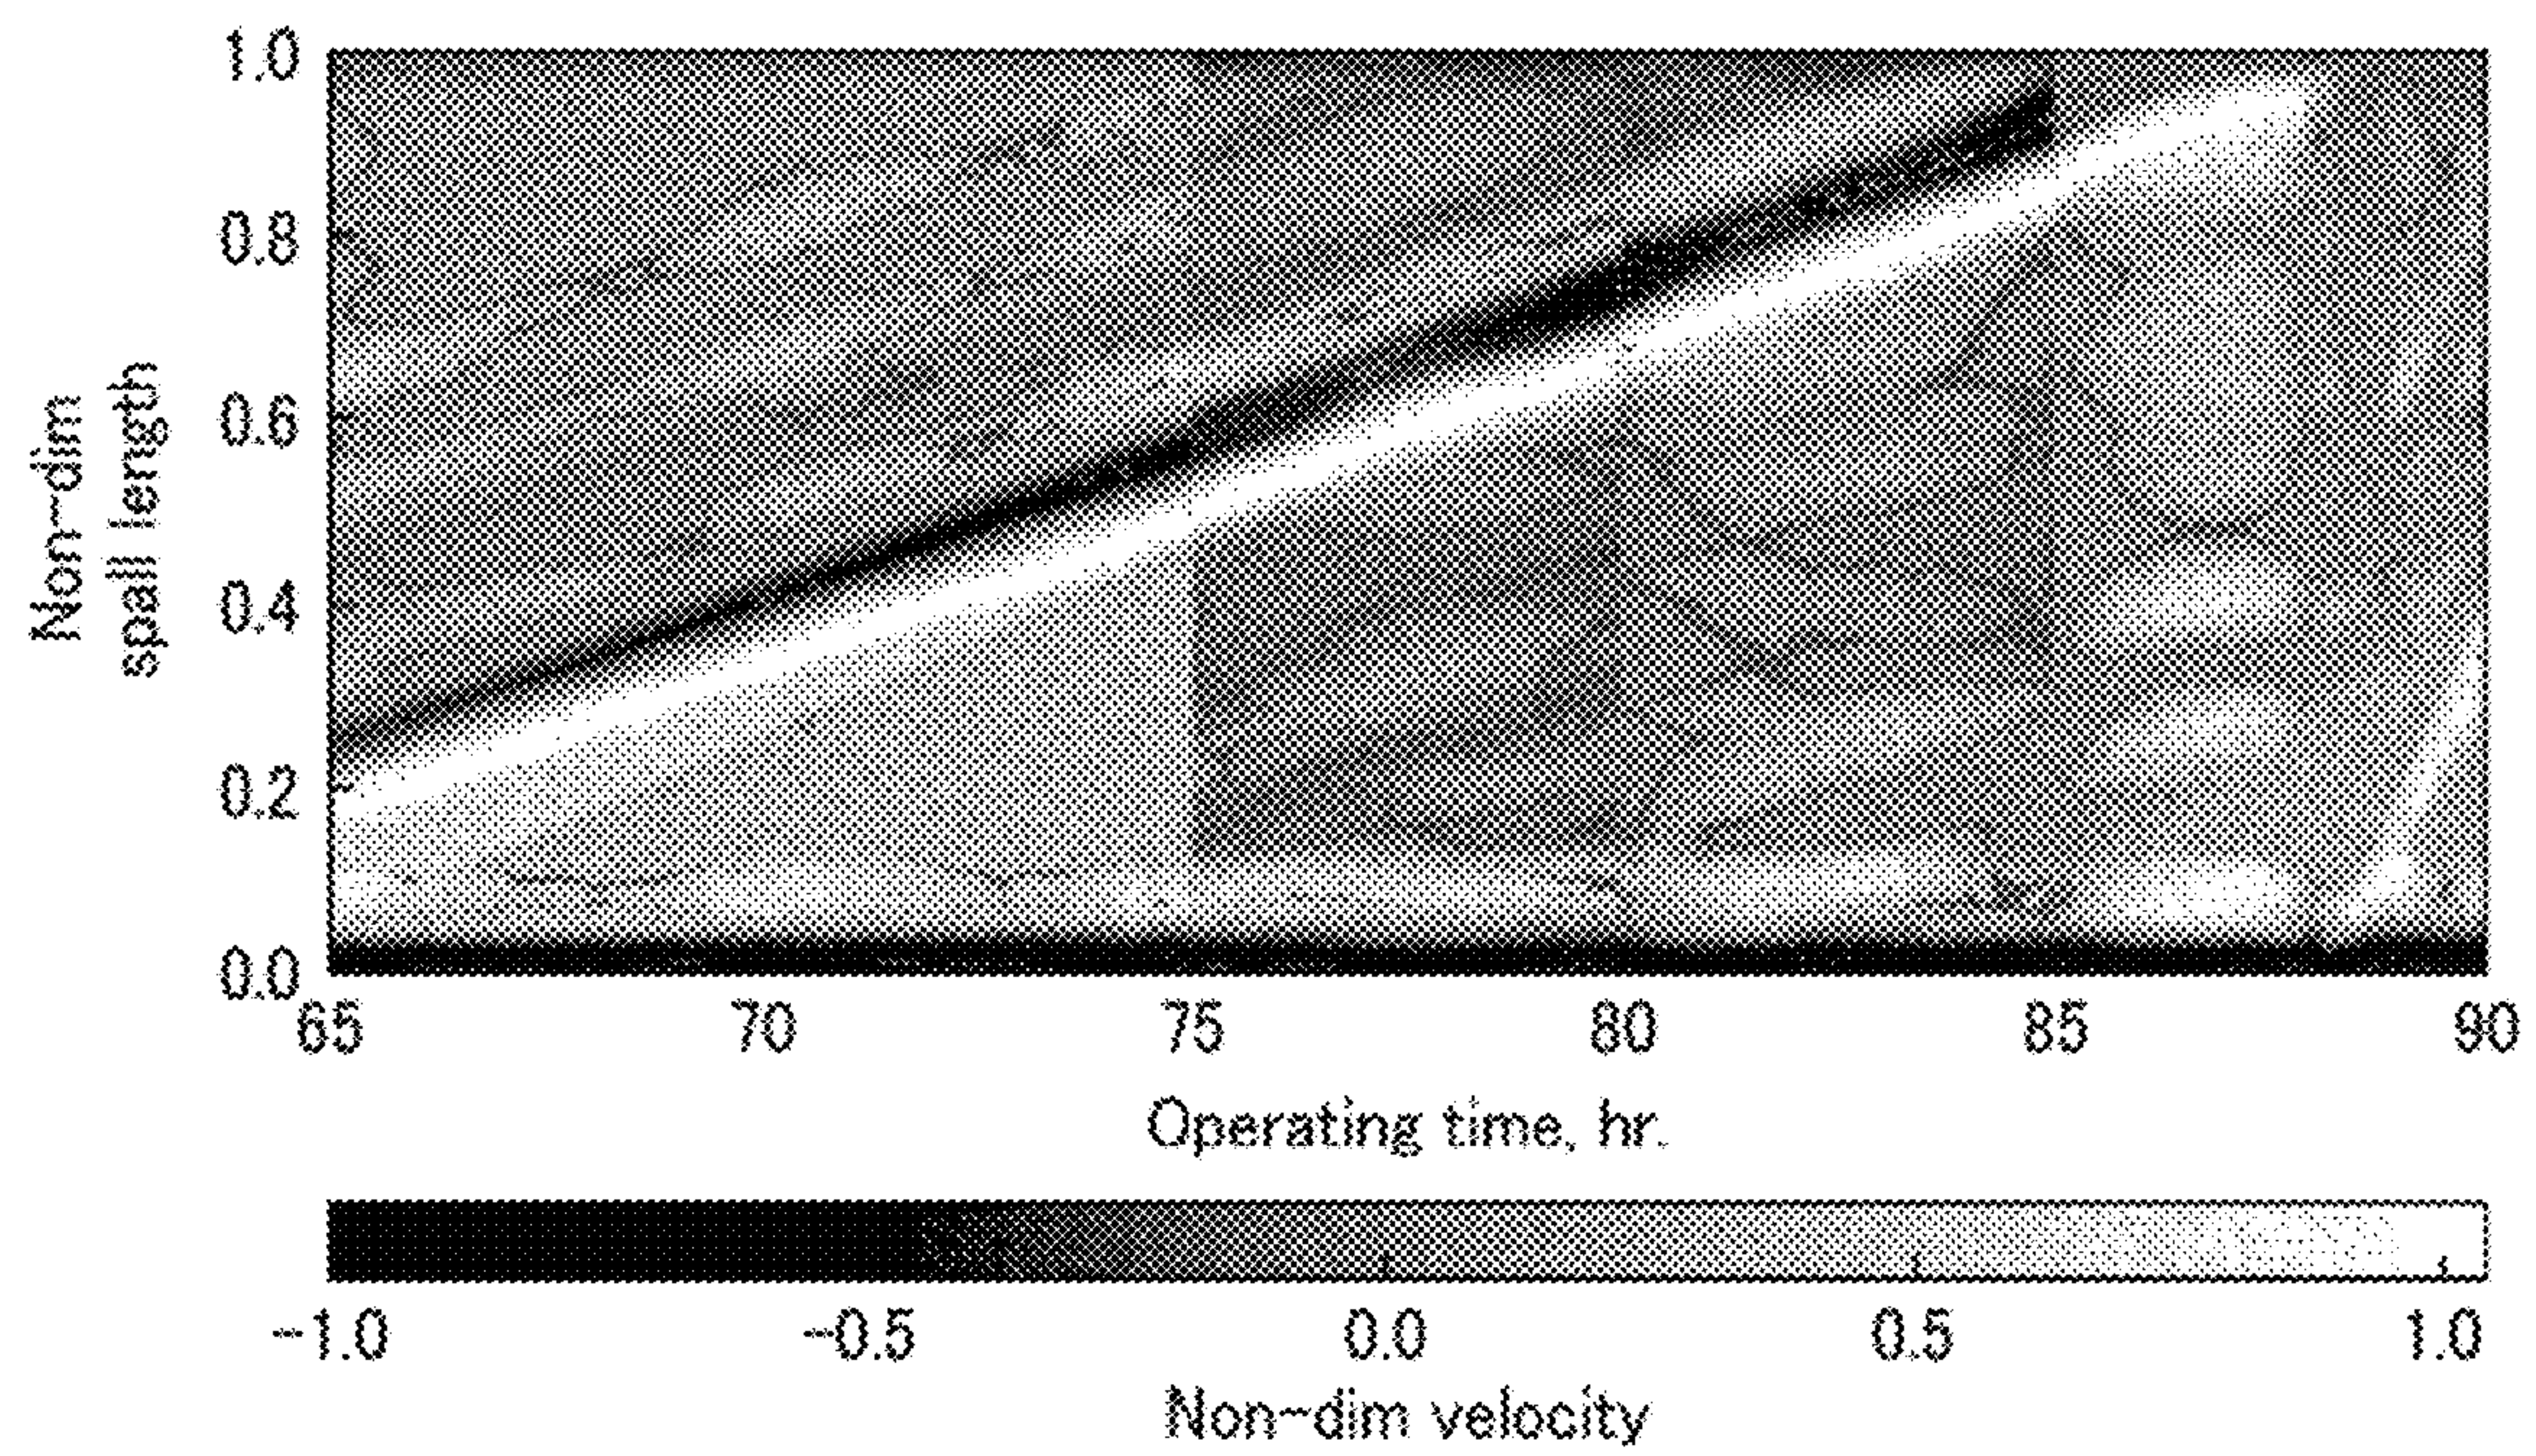 1.0
0.8
0.6
0.4
0.2
0.0
Non-dim
spall length
65 70 75 80 85 90
Operating time, hr.
-1.0 -0.5 0.0 0.5 1.0
Non-dim velocity